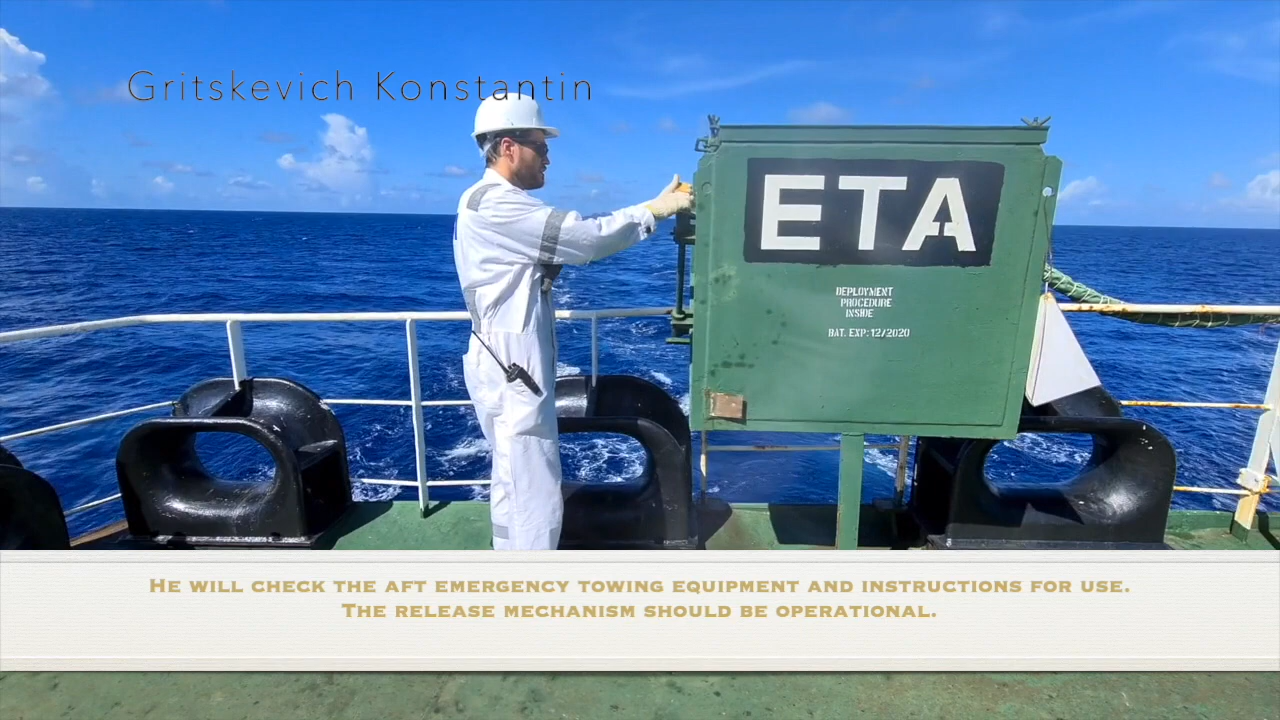 Gritskevich Konstantin
ETA
DEPLOYMENT
PROCEDURE
INSIDE
BAT. EXP: 12/2020
He will check the aft emergency towing equipment and instructions for use.
The release mechanism should be operational.